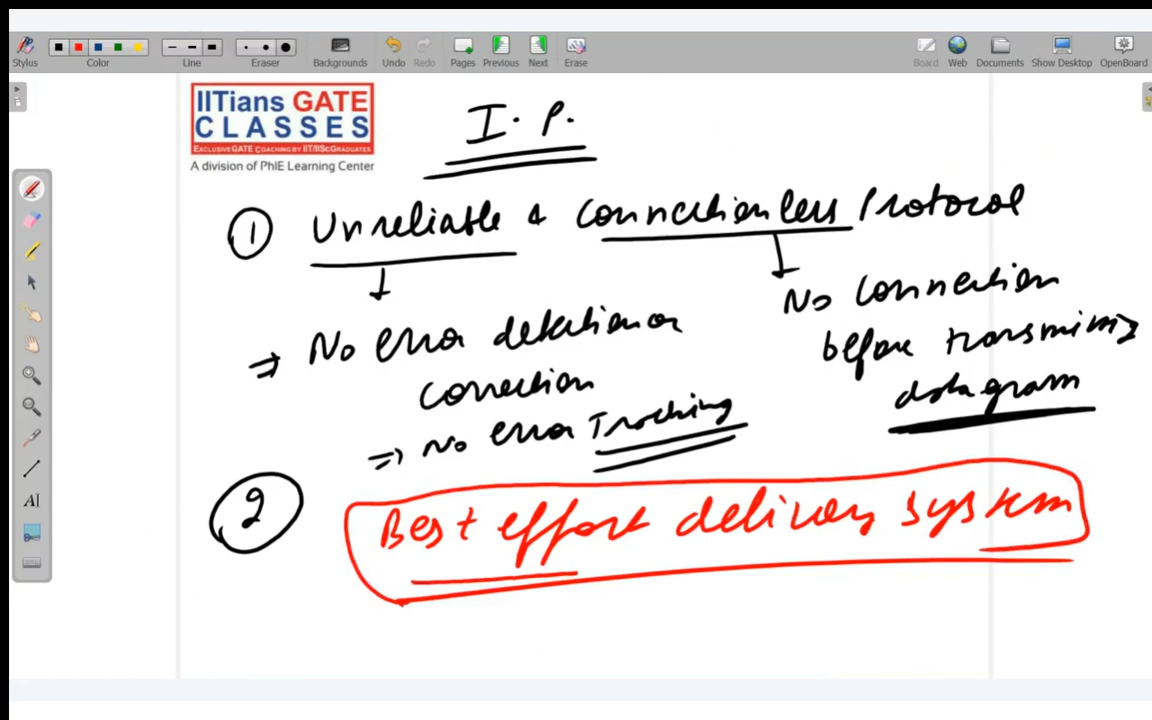 Stylus
Color
Line
Eraser
Backgrounds
Undo
Redo
Pages
Previous
Next
Erase
Board
Web
Documents
Show Desktop
OpenBoard
IITians GATE
CLASSES
EXCLUSIVE GATE COACHING BY IIT/IISc GRADUATES
A division of PhIE Learning Center
I.P.
① Unreliable & Connectionless Protocol
⇒ No error detection or
correction
⇒ No error Tracking
No connection
before transmitting
datagram
② Best effort delivery system